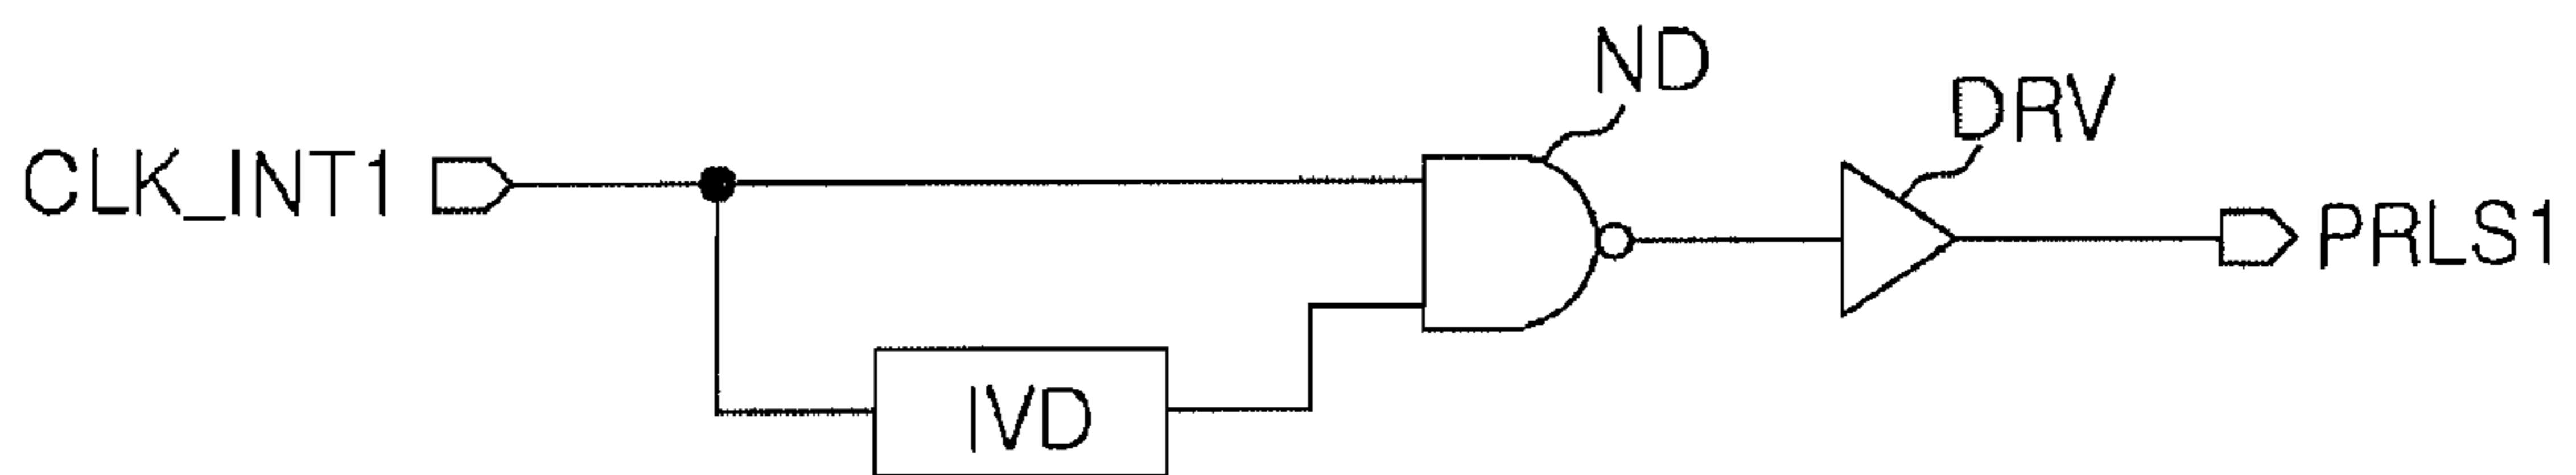 ND
DRV
CLK_INT1
PRLS1
IVD